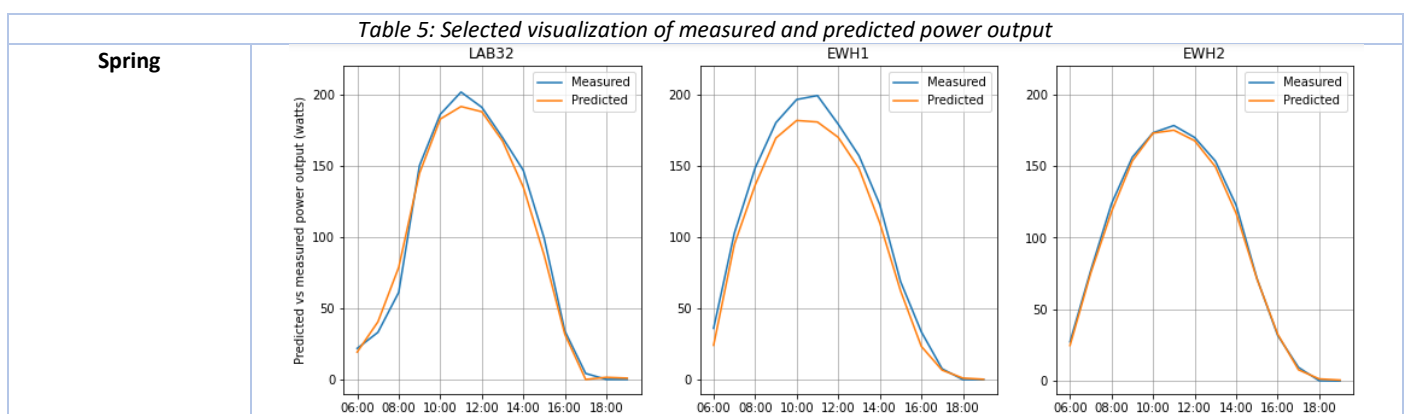 Table 5: Selected visualization of measured and predicted power output
Spring
LAB32
Predicted vs measured power output (watts)
200
150
100
50
0
Measured
Predicted
06:00 08:00 10:00 12:00 14:00 16:00 18:00
EWH1
200
150
100
50
0
Measured
Predicted
06:00 08:00 10:00 12:00 14:00 16:00 18:00
EWH2
200
150
100
50
0
Measured
Predicted
06:00 08:00 10:00 12:00 14:00 16:00 18:00